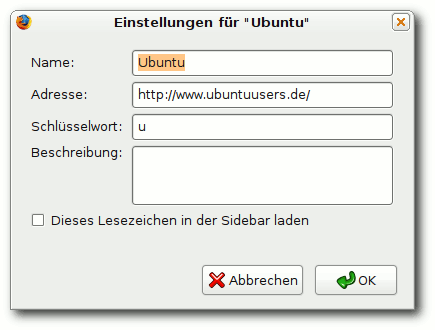 Einstellungen für "Ubuntu"
Name: Ubuntu
Adresse: http://www.ubuntuusers.de/
Schlüsselwort: u
Beschreibung:
Dieses Lesezeichen in der Sidebar laden
Abbrechen OK